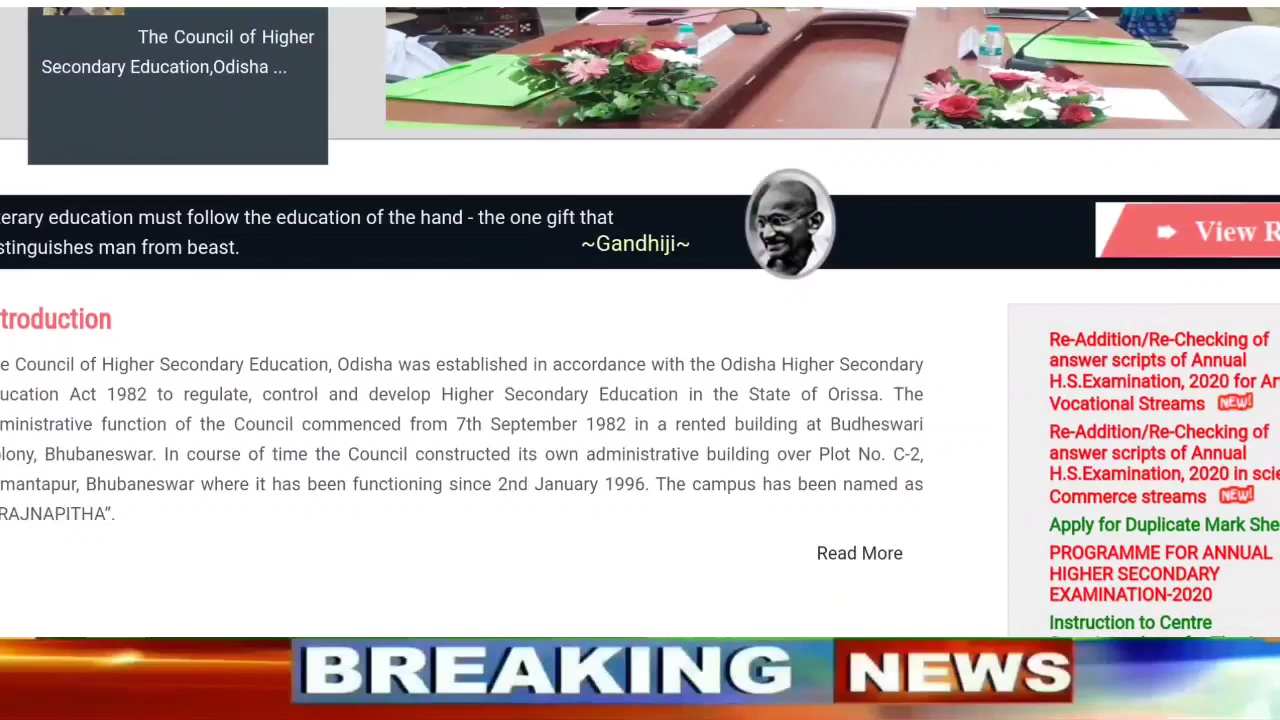 The Council of Higher
Secondary Education,Odisha ...
erary education must follow the education of the hand - the one gift that
stinguishes man from beast.
~Gandhiji~
View R
troduction
e Council of Higher Secondary Education, Odisha was established in accordance with the Odisha Higher Secondary
ucation Act 1982 to regulate, control and develop Higher Secondary Education in the State of Orissa. The
ministrative function of the Council commenced from 7th September 1982 in a rented building at Budheswari
lony, Bhubaneswar. In course of time the Council constructed its own administrative building over Plot No. C-2,
mantapur, Bhubaneswar where it has been functioning since 2nd January 1996. The campus has been named as
RAJNAPITHA”.
Read More
Re-Addition/Re-Checking of
answer scripts of Annual
H.S.Examination, 2020 for Ar
Vocational Streams NEW!
Re-Addition/Re-Checking of
answer scripts of Annual
H.S.Examination, 2020 in scie
Commerce streams NEW!
Apply for Duplicate Mark She
PROGRAMME FOR ANNUAL
HIGHER SECONDARY
EXAMINATION-2020
Instruction to Centre
BREAKING NEWS